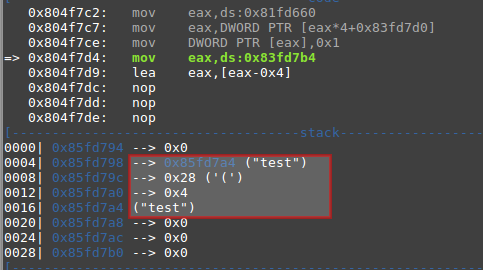 0x804f7c2: mov eax,ds:0x81fd660
0x804f7c7: mov eax,DWORD PTR [eax*4+0x83fd7d0]
0x804f7ce: mov DWORD PTR [eax],0x1
=> 0x804f7d4: mov eax,ds:0x83fd7b4
0x804f7d9: lea eax,[eax-0x4]
0x804f7dc: nop
0x804f7dd: nop
0x804f7de: nop
[------------------------------------stack------------------
0000| 0x85fd794 --> 0x0
0004| 0x85fd798 --> 0x85fd7a4 ("test")
0008| 0x85fd79c --> 0x28 ('(')
0012| 0x85fd7a0 --> 0x4
0016| 0x85fd7a4 ("test")
0020| 0x85fd7a8 --> 0x0
0024| 0x85fd7ac --> 0x0
0028| 0x85fd7b0 --> 0x0